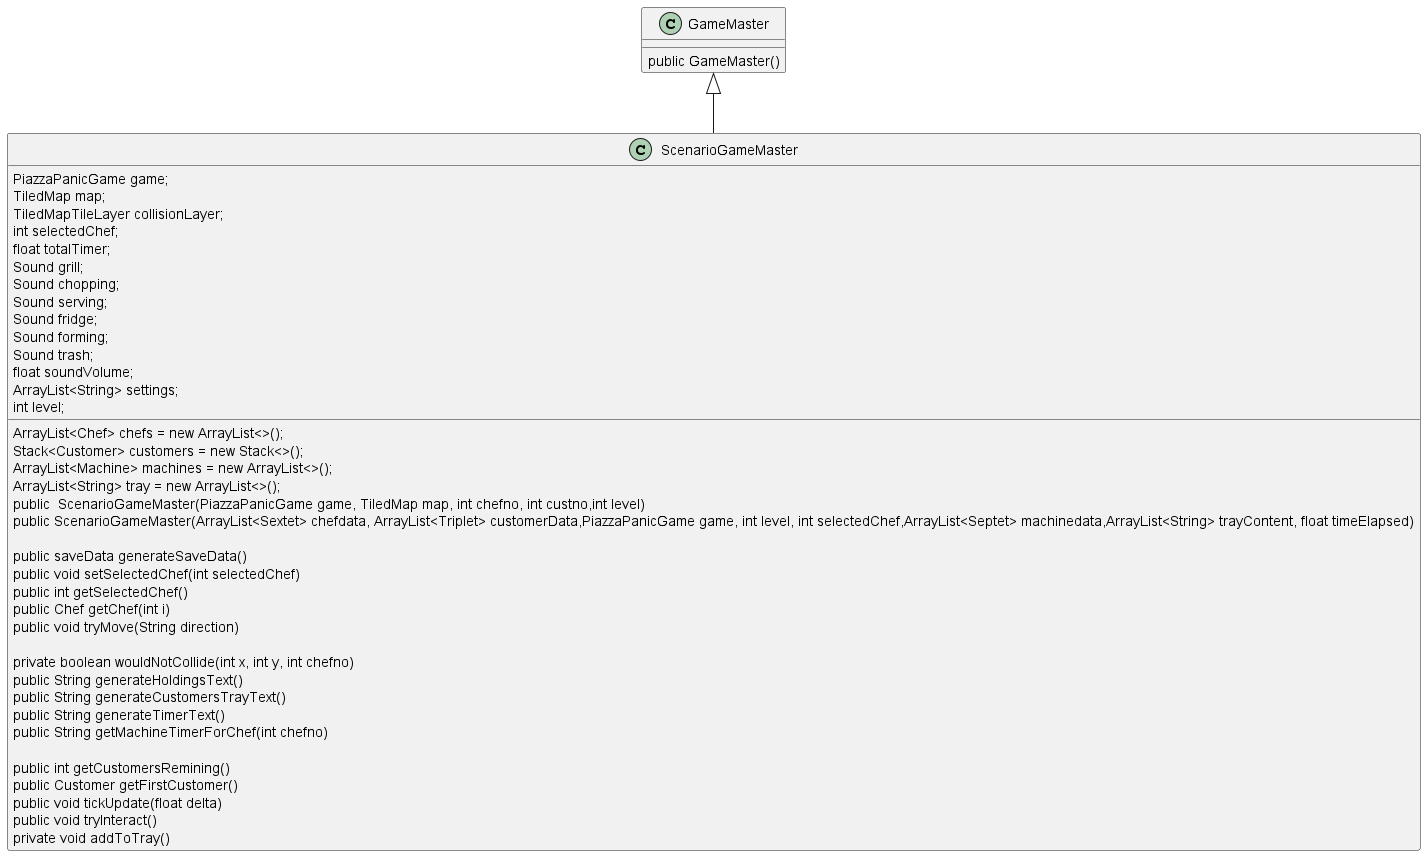 C GameMaster
public GameMaster()
C ScenarioGameMaster
PiazzaPanicGame game;
TiledMap map;
TiledMapTileLayer collisionLayer;
int selectedChef;
float totalTimer;
Sound grill;
Sound chopping;
Sound serving;
Sound fridge;
Sound forming;
Sound trash;
float soundVolume;
ArrayList<String> settings;
int level;
ArrayList<Chef> chefs = new ArrayList<>();
Stack<Customer> customers = new Stack<>();
ArrayList<Machine> machines = new ArrayList<>();
ArrayList<String> tray = new ArrayList<>();
public  ScenarioGameMaster(PiazzaPanicGame game, TiledMap map, int chefno, int custno,int level)
public ScenarioGameMaster(ArrayList<Sextet> chefdata, ArrayList<Triplet> customerData,PiazzaPanicGame game, int level, int selectedChef,ArrayList<Septet> machinedata,ArrayList<String> trayContent, float timeElapsed)
public saveData generateSaveData()
public void setSelectedChef(int selectedChef)
public int getSelectedChef()
public Chef getChef(int i)
public void tryMove(String direction)
private boolean wouldNotCollide(int x, int y, int chefno)
public String generateHoldingsText()
public String generateCustomersTrayText()
public String generateTimerText()
public String getMachineTimerForChef(int chefno)
public int getCustomersRemining()
public Customer getFirstCustomer()
public void tickUpdate(float delta)
public void tryInteract()
private void addToTray()